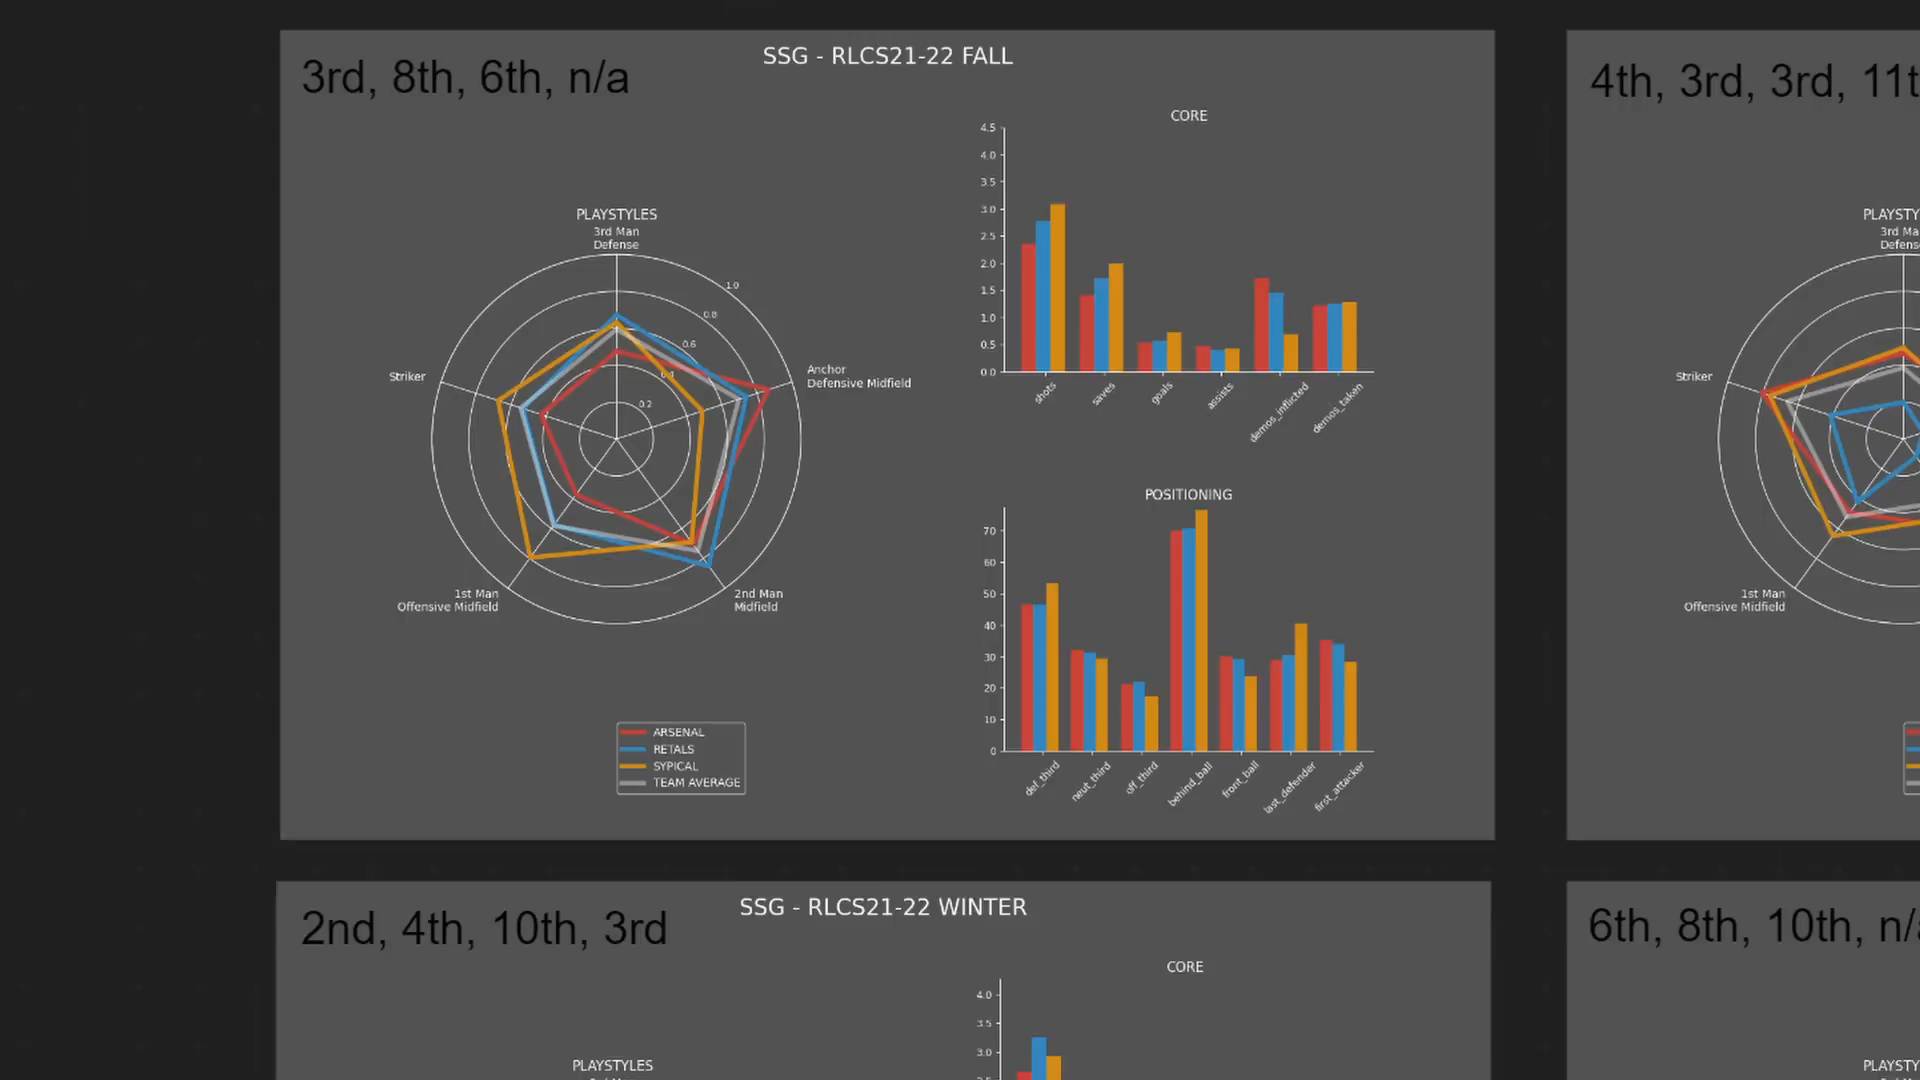 3rd, 8th, 6th, n/a
SSG - RLCS21-22 FALL
PLAYSTYLES
3rd Man
Defense
1.0
0.8
0.6
0.4
0.2
Striker
Anchor
Defensive Midfield
1st Man
Offensive Midfield
2nd Man
Midfield
ARSENAL
RETALS
SYPICAL
TEAM AVERAGE
CORE
4.5
4.0
3.5
3.0
2.5
2.0
1.5
1.0
0.5
0.0
shots
saves
goals
assists
demos_inflicted
demos_taken
POSITIONING
70
60
50
40
30
20
10
0
def_third
neut_third
off_third
behind_ball
front_ball
last_defender
first_attacker
4th, 3rd, 3rd, 11t
PLAYSTY
3rd Ma
Defens
Striker
1st Man
Offensive Midfield
2nd, 4th, 10th, 3rd
SSG - RLCS21-22 WINTER
PLAYSTYLES
CORE
4.0
3.5
3.0
6th, 8th, 10th, n/
PLAYSTY